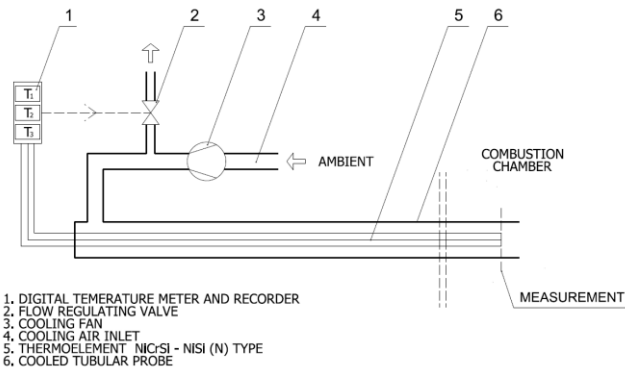 1 2 3 4 5 6
T1
T2
T3
AMBIENT
COMBUSTION
CHAMBER
MEASUREMENT
1. DIGITAL TEMERATURE METER AND RECORDER
2. FLOW REGULATING VALVE
3. COOLING FAN
4. COOLING AIR INLET
5. THERMOELEMENT NiCrSi - NiSi (N) TYPE
6. COOLED TUBULAR PROBE